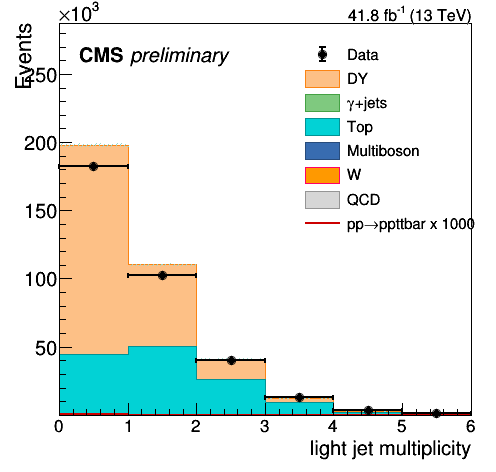 ×10³
41.8 fb⁻¹ (13 TeV)
Events
CMS preliminary
Data
DY
γ+jets
Top
Multiboson
W
QCD
pp→ppttbar x 1000
250
200
150
100
50
0 1 2 3 4 5 6
light jet multiplicity